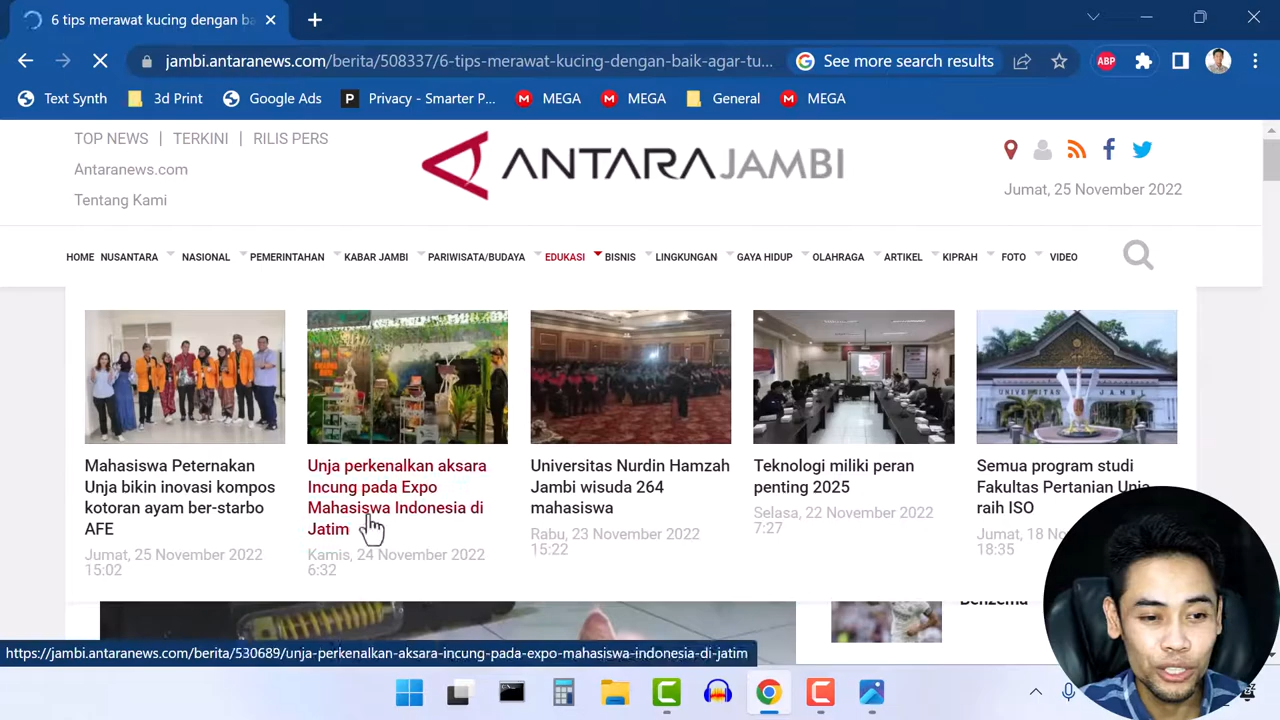 6 tips merawat kucing dengan ba
jambi.antaranews.com/berita/508337/6-tips-merawat-kucing-dengan-baik-agar-tu...
See more search results
ABP
Text Synth
3d Print
Google Ads
P
Privacy - Smarter P...
M
MEGA
M
MEGA
General
M
MEGA
TOP NEWS | TERKINI | RILIS PERS
Antaranews.com
Tentang Kami
ANTARAJAMBI
Jumat, 25 November 2022
HOME NUSANTARA NASIONAL PEMERINTAHAN KABAR JAMBI PARIWISATA/BUDAYA EDUKASI BISNIS LINGKUNGAN GAYA HIDUP OLAHRAGA ARTIKEL KIPRAH FOTO VIDEO
Mahasiswa Peternakan
Unja bikin inovasi kompos
kotoran ayam ber-starbo
AFE
Jumat, 25 November 2022
15:02
Unja perkenalkan aksara
Incung pada Expo
Mahasiswa Indonesia di
Jatim
Kamis, 24 November 2022
6:32
Universitas Nurdin Hamzah
Jambi wisuda 264
mahasiswa
Rabu, 23 November 2022
15:22
Teknologi miliki peran
penting 2025
Selasa, 22 November 2022
7:27
UNIVERSITAS JAMBI
Semua program studi
Fakultas Pertanian Unja
raih ISO
Jumat, 18
18:35
Benzema
https://jambi.antaranews.com/berita/530689/unja-perkenalkan-aksara-incung-pada-expo-mahasiswa-indonesia-di-jatim